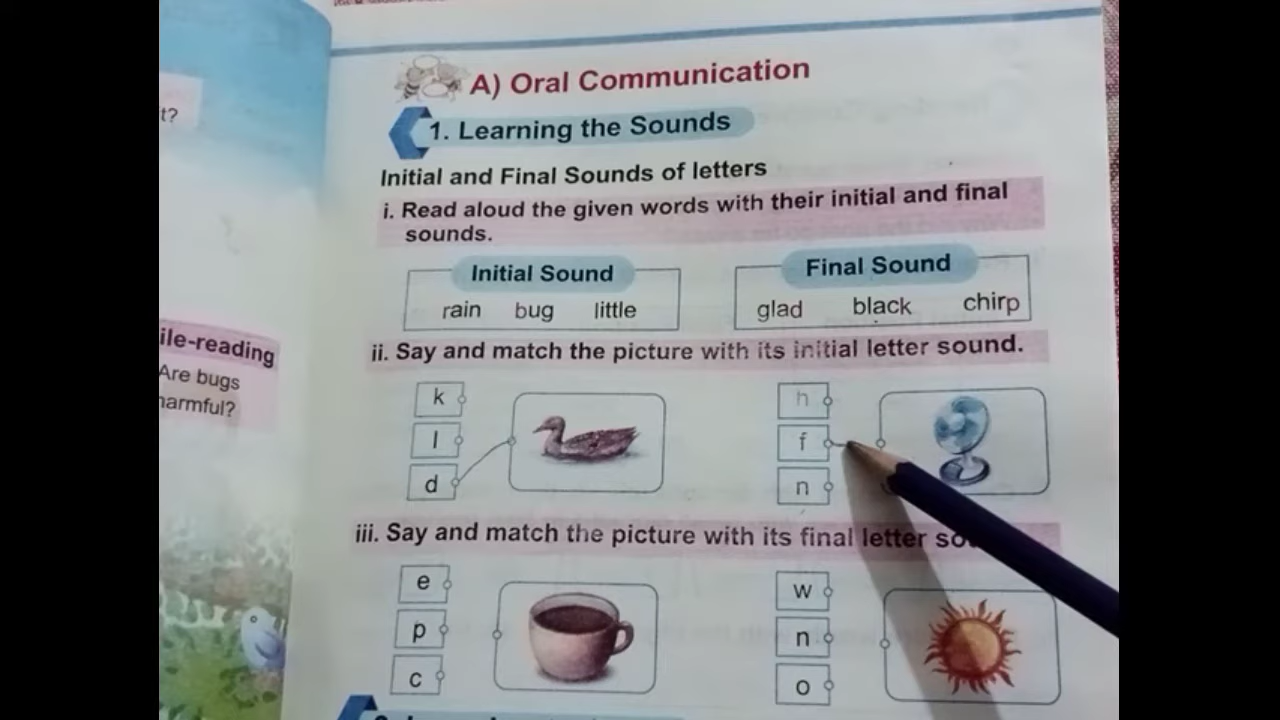 t?
A) Oral Communication
1. Learning the Sounds
Initial and Final Sounds of letters
i. Read aloud the given words with their initial and final
sounds.
Initial Sound
rain bug little
Final Sound
glad black chirp
ile-reading
Are bugs
harmful?
ii. Say and match the picture with its initial letter sound.
k
l
d
h
f
n
iii. Say and match the picture with its final letter
e
p
c
w
n
o